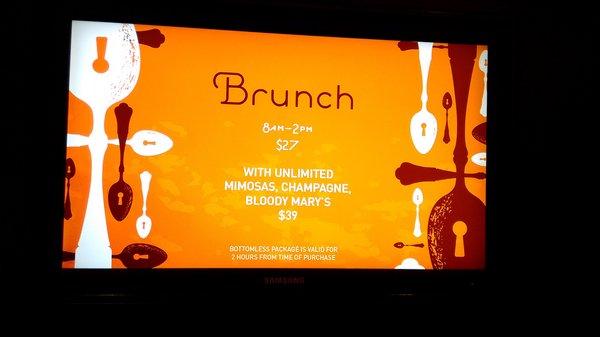 Brunch
8AM–2PM
$27
WITH UNLIMITED
MIMOSAS, CHAMPAGNE,
BLOODY MARY'S
$39
BOTTOMLESS PACKAGE IS VALID FOR
2 HOURS FROM TIME OF PURCHASE
SAMSUNG